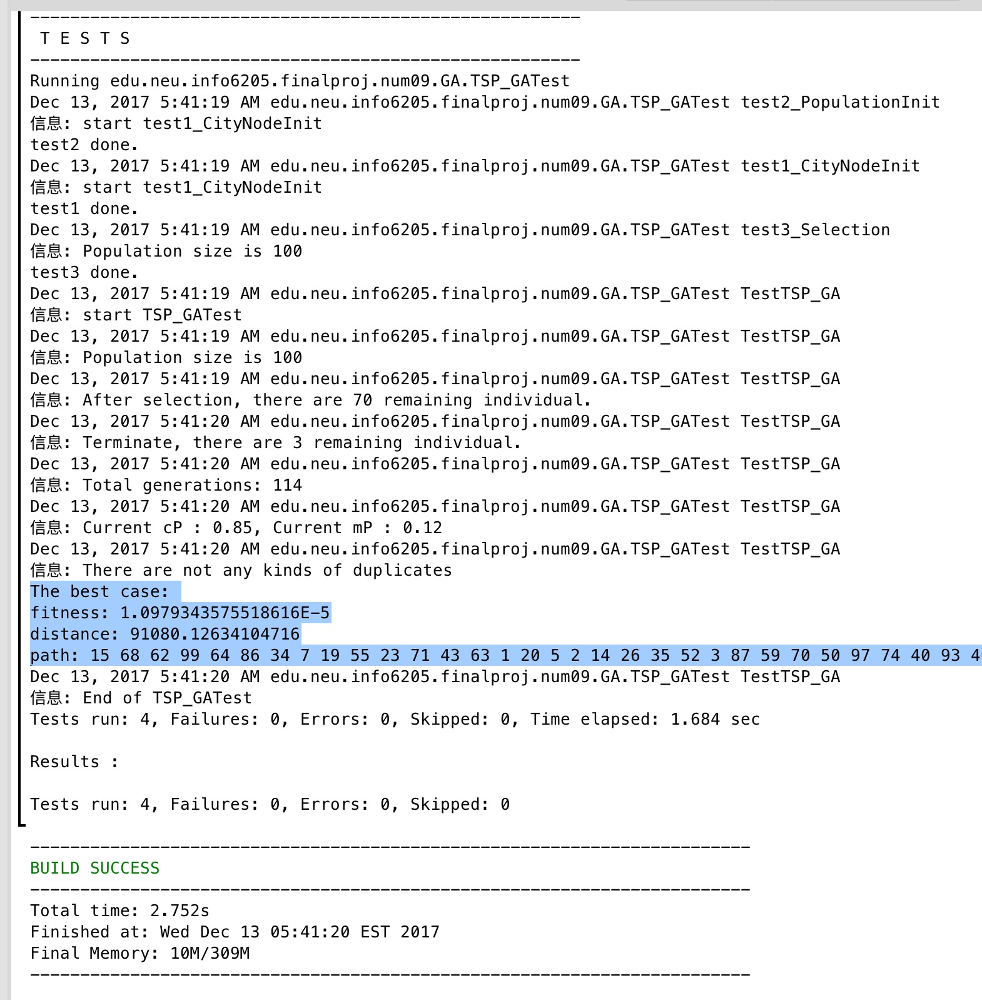 ------------------------------------------------------
T E S T S
------------------------------------------------------
Running edu.neu.info6205.finalproj.num09.GA.TSP_GATest
Dec 13, 2017 5:41:19 AM edu.neu.info6205.finalproj.num09.GA.TSP_GATest test2_PopulationInit
信息: start test1_CityNodeInit
test2 done.
Dec 13, 2017 5:41:19 AM edu.neu.info6205.finalproj.num09.GA.TSP_GATest test1_CityNodeInit
信息: start test1_CityNodeInit
test1 done.
Dec 13, 2017 5:41:19 AM edu.neu.info6205.finalproj.num09.GA.TSP_GATest test3_Selection
信息: Population size is 100
test3 done.
Dec 13, 2017 5:41:19 AM edu.neu.info6205.finalproj.num09.GA.TSP_GATest TestTSP_GA
信息: start TSP_GATest
Dec 13, 2017 5:41:19 AM edu.neu.info6205.finalproj.num09.GA.TSP_GATest TestTSP_GA
信息: Population size is 100
Dec 13, 2017 5:41:19 AM edu.neu.info6205.finalproj.num09.GA.TSP_GATest TestTSP_GA
信息: After selection, there are 70 remaining individual.
Dec 13, 2017 5:41:20 AM edu.neu.info6205.finalproj.num09.GA.TSP_GATest TestTSP_GA
信息: Terminate, there are 3 remaining individual.
Dec 13, 2017 5:41:20 AM edu.neu.info6205.finalproj.num09.GA.TSP_GATest TestTSP_GA
信息: Total generations: 114
Dec 13, 2017 5:41:20 AM edu.neu.info6205.finalproj.num09.GA.TSP_GATest TestTSP_GA
信息: Current cP : 0.85, Current mP : 0.12
Dec 13, 2017 5:41:20 AM edu.neu.info6205.finalproj.num09.GA.TSP_GATest TestTSP_GA
信息: There are not any kinds of duplicates
The best case:
fitness: 1.0979343575518616E-5
distance: 91080.12634104716
path: 15 68 62 99 64 86 34 7 19 55 23 71 43 63 1 20 5 2 14 26 35 52 3 87 59 70 50 97 74 40 93
Dec 13, 2017 5:41:20 AM edu.neu.info6205.finalproj.num09.GA.TSP_GATest TestTSP_GA
信息: End of TSP_GATest
Tests run: 4, Failures: 0, Errors: 0, Skipped: 0, Time elapsed: 1.684 sec
Results :
Tests run: 4, Failures: 0, Errors: 0, Skipped: 0
------------------------------------------------------------------------
BUILD SUCCESS
------------------------------------------------------------------------
Total time: 2.752s
Finished at: Wed Dec 13 05:41:20 EST 2017
Final Memory: 10M/309M
------------------------------------------------------------------------